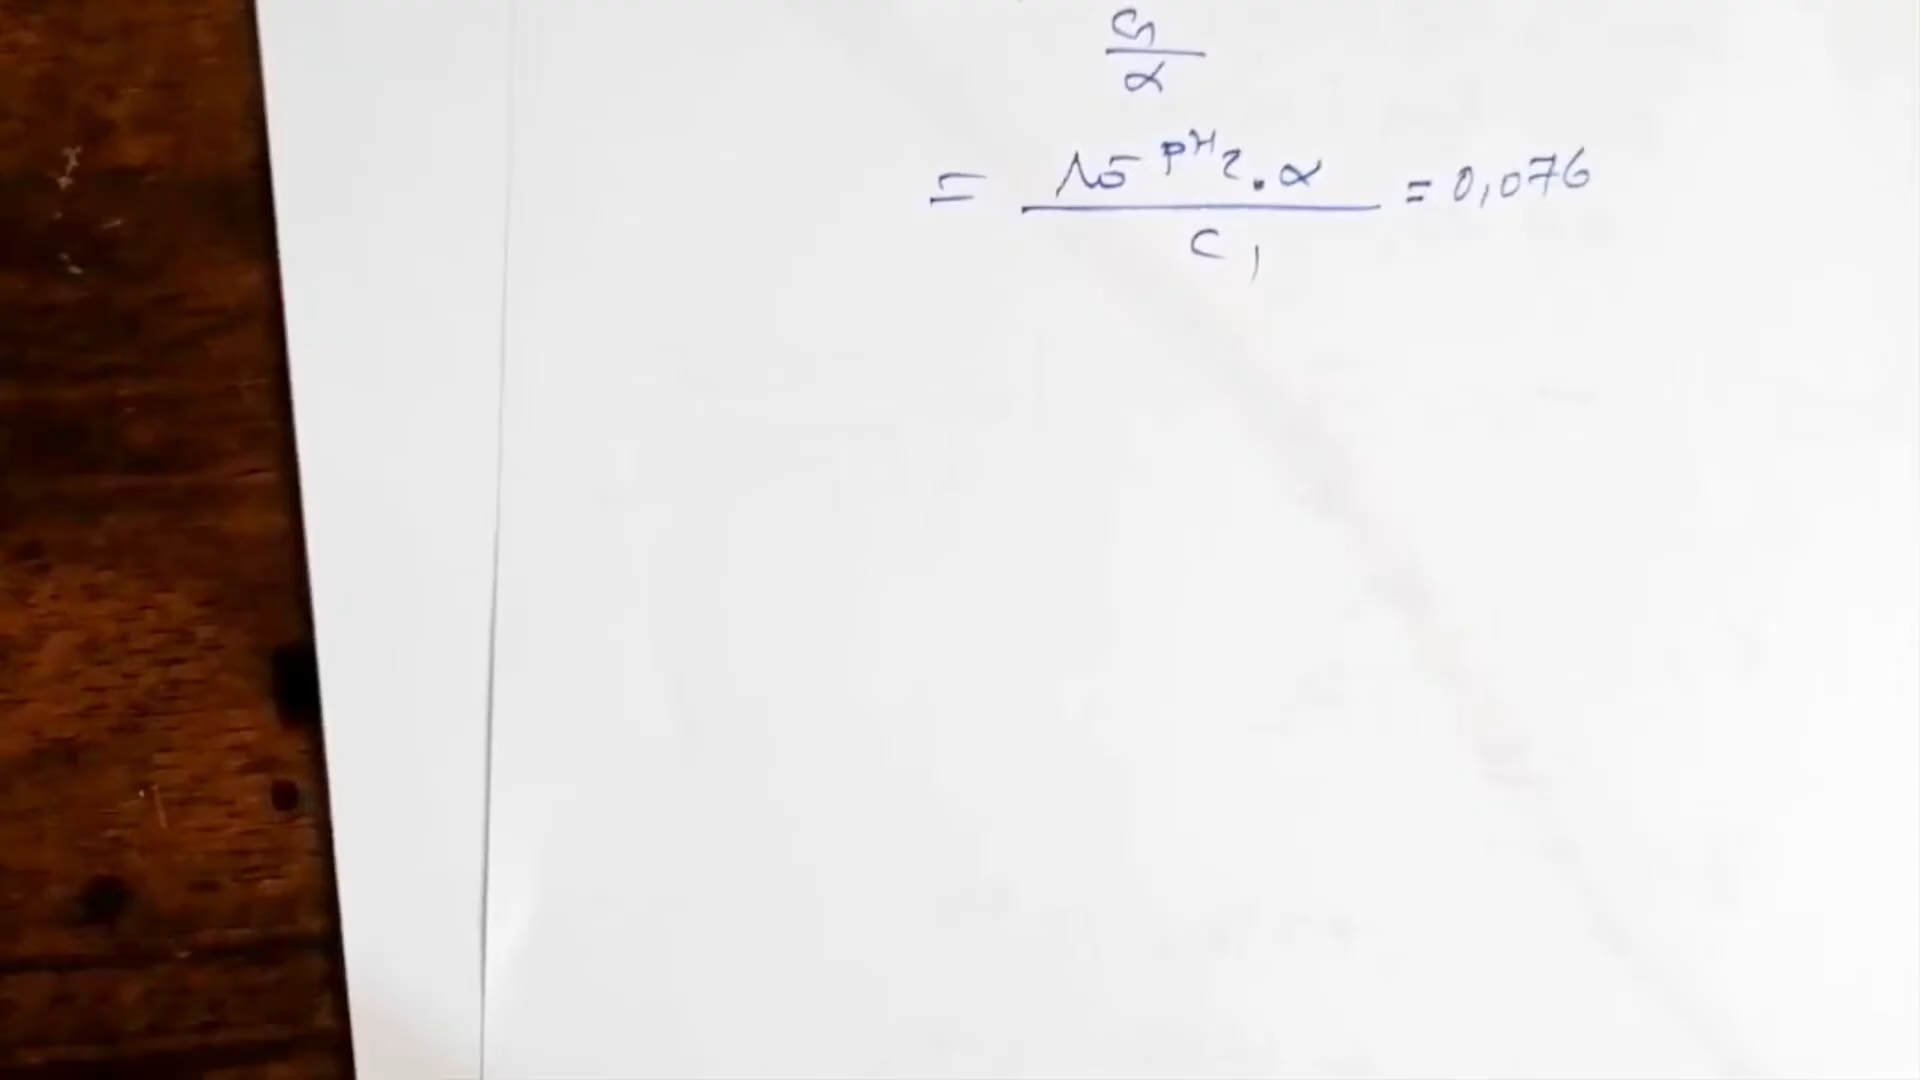 C₁
α
= 10^-pH₂ . α / C₁ = 0,076